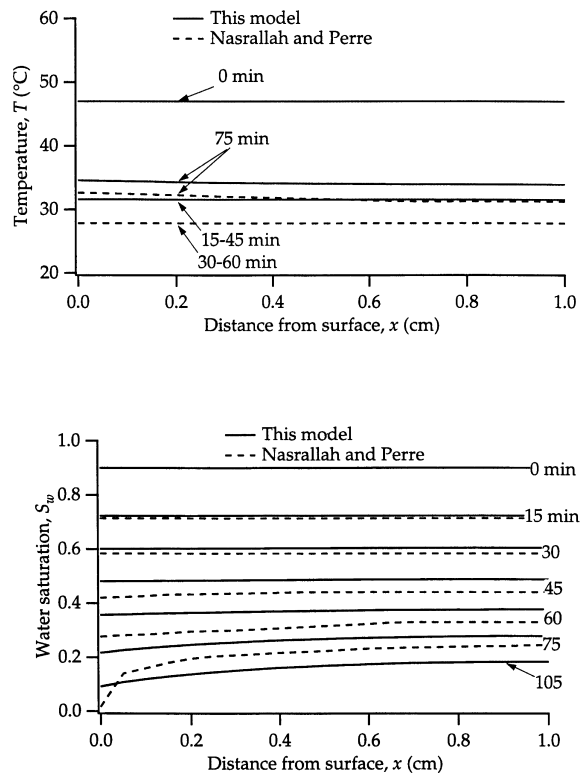 This model
Nasrallah and Perre
60
50
40
30
20
Temperature, T (°C)
0 min
75 min
15-45 min
30-60 min
0.0 0.2 0.4 0.6 0.8 1.0
Distance from surface, x (cm)
This model
Nasrallah and Perre
1.0
0.8
0.6
0.4
0.2
0.0
Water saturation, Sw
0 min
15 min
30
45
60
75
105
0.0 0.2 0.4 0.6 0.8 1.0
Distance from surface, x (cm)